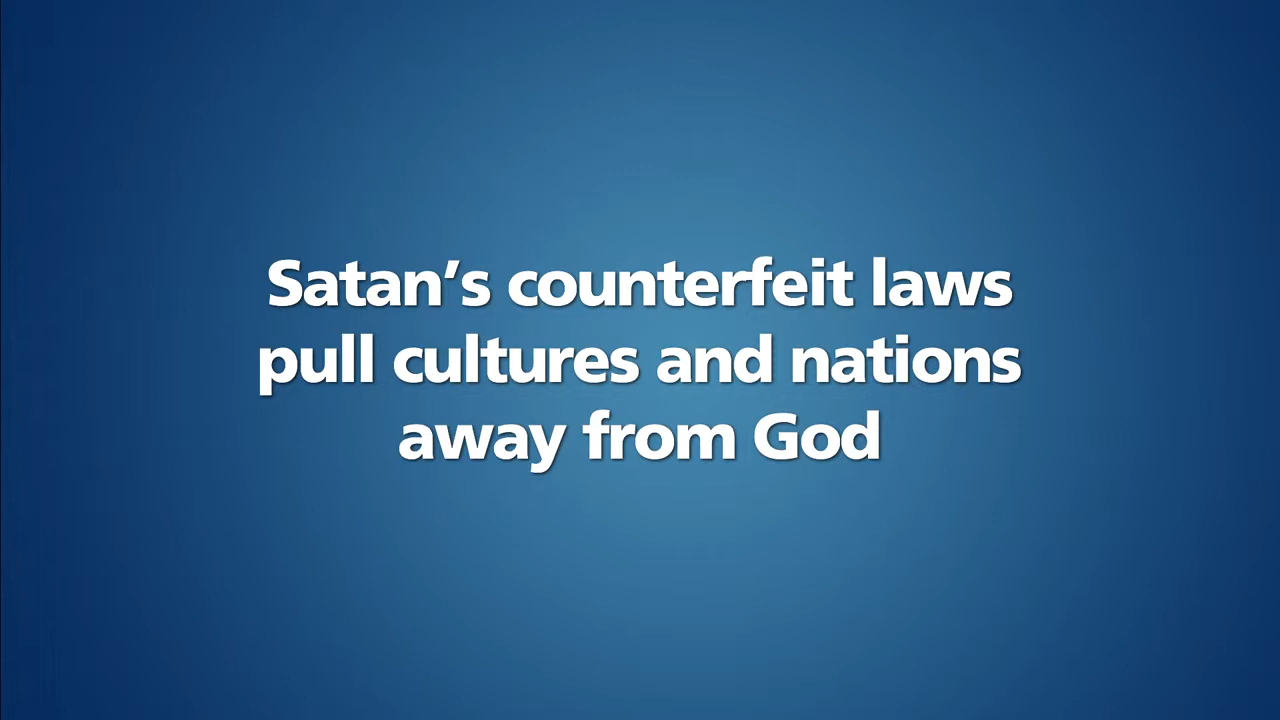 Satan’s counterfeit laws
pull cultures and nations
away from God